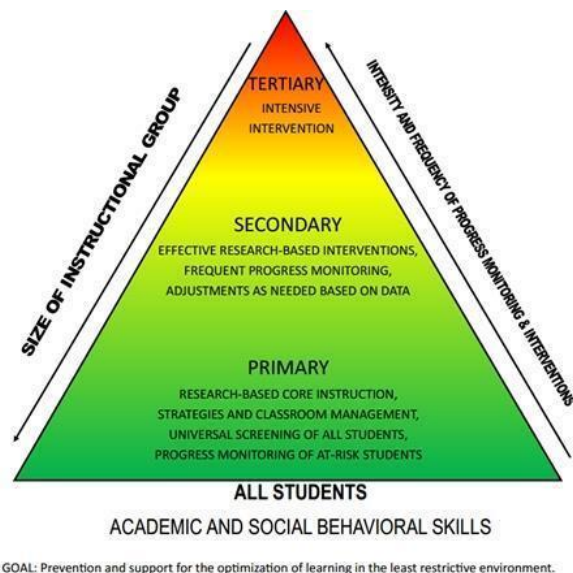 TERTIARY
INTENSIVE
INTERVENTION
SIZE OF INSTRUCTIONAL GROUP
INTENSITY AND FREQUENCY OF PROGRESS MONITORING & INTERVENTIONS
SECONDARY
EFFECTIVE RESEARCH-BASED INTERVENTIONS,
FREQUENT PROGRESS MONITORING,
ADJUSTMENTS AS NEEDED BASED ON DATA
PRIMARY
RESEARCH-BASED CORE INSTRUCTION,
STRATEGIES AND CLASSROOM MANAGEMENT,
UNIVERSAL SCREENING OF ALL STUDENTS,
PROGRESS MONITORING OF AT-RISK STUDENTS
ALL STUDENTS
ACADEMIC AND SOCIAL BEHAVIORAL SKILLS
GOAL: Prevention and support for the optimization of learning in the least restrictive environment.